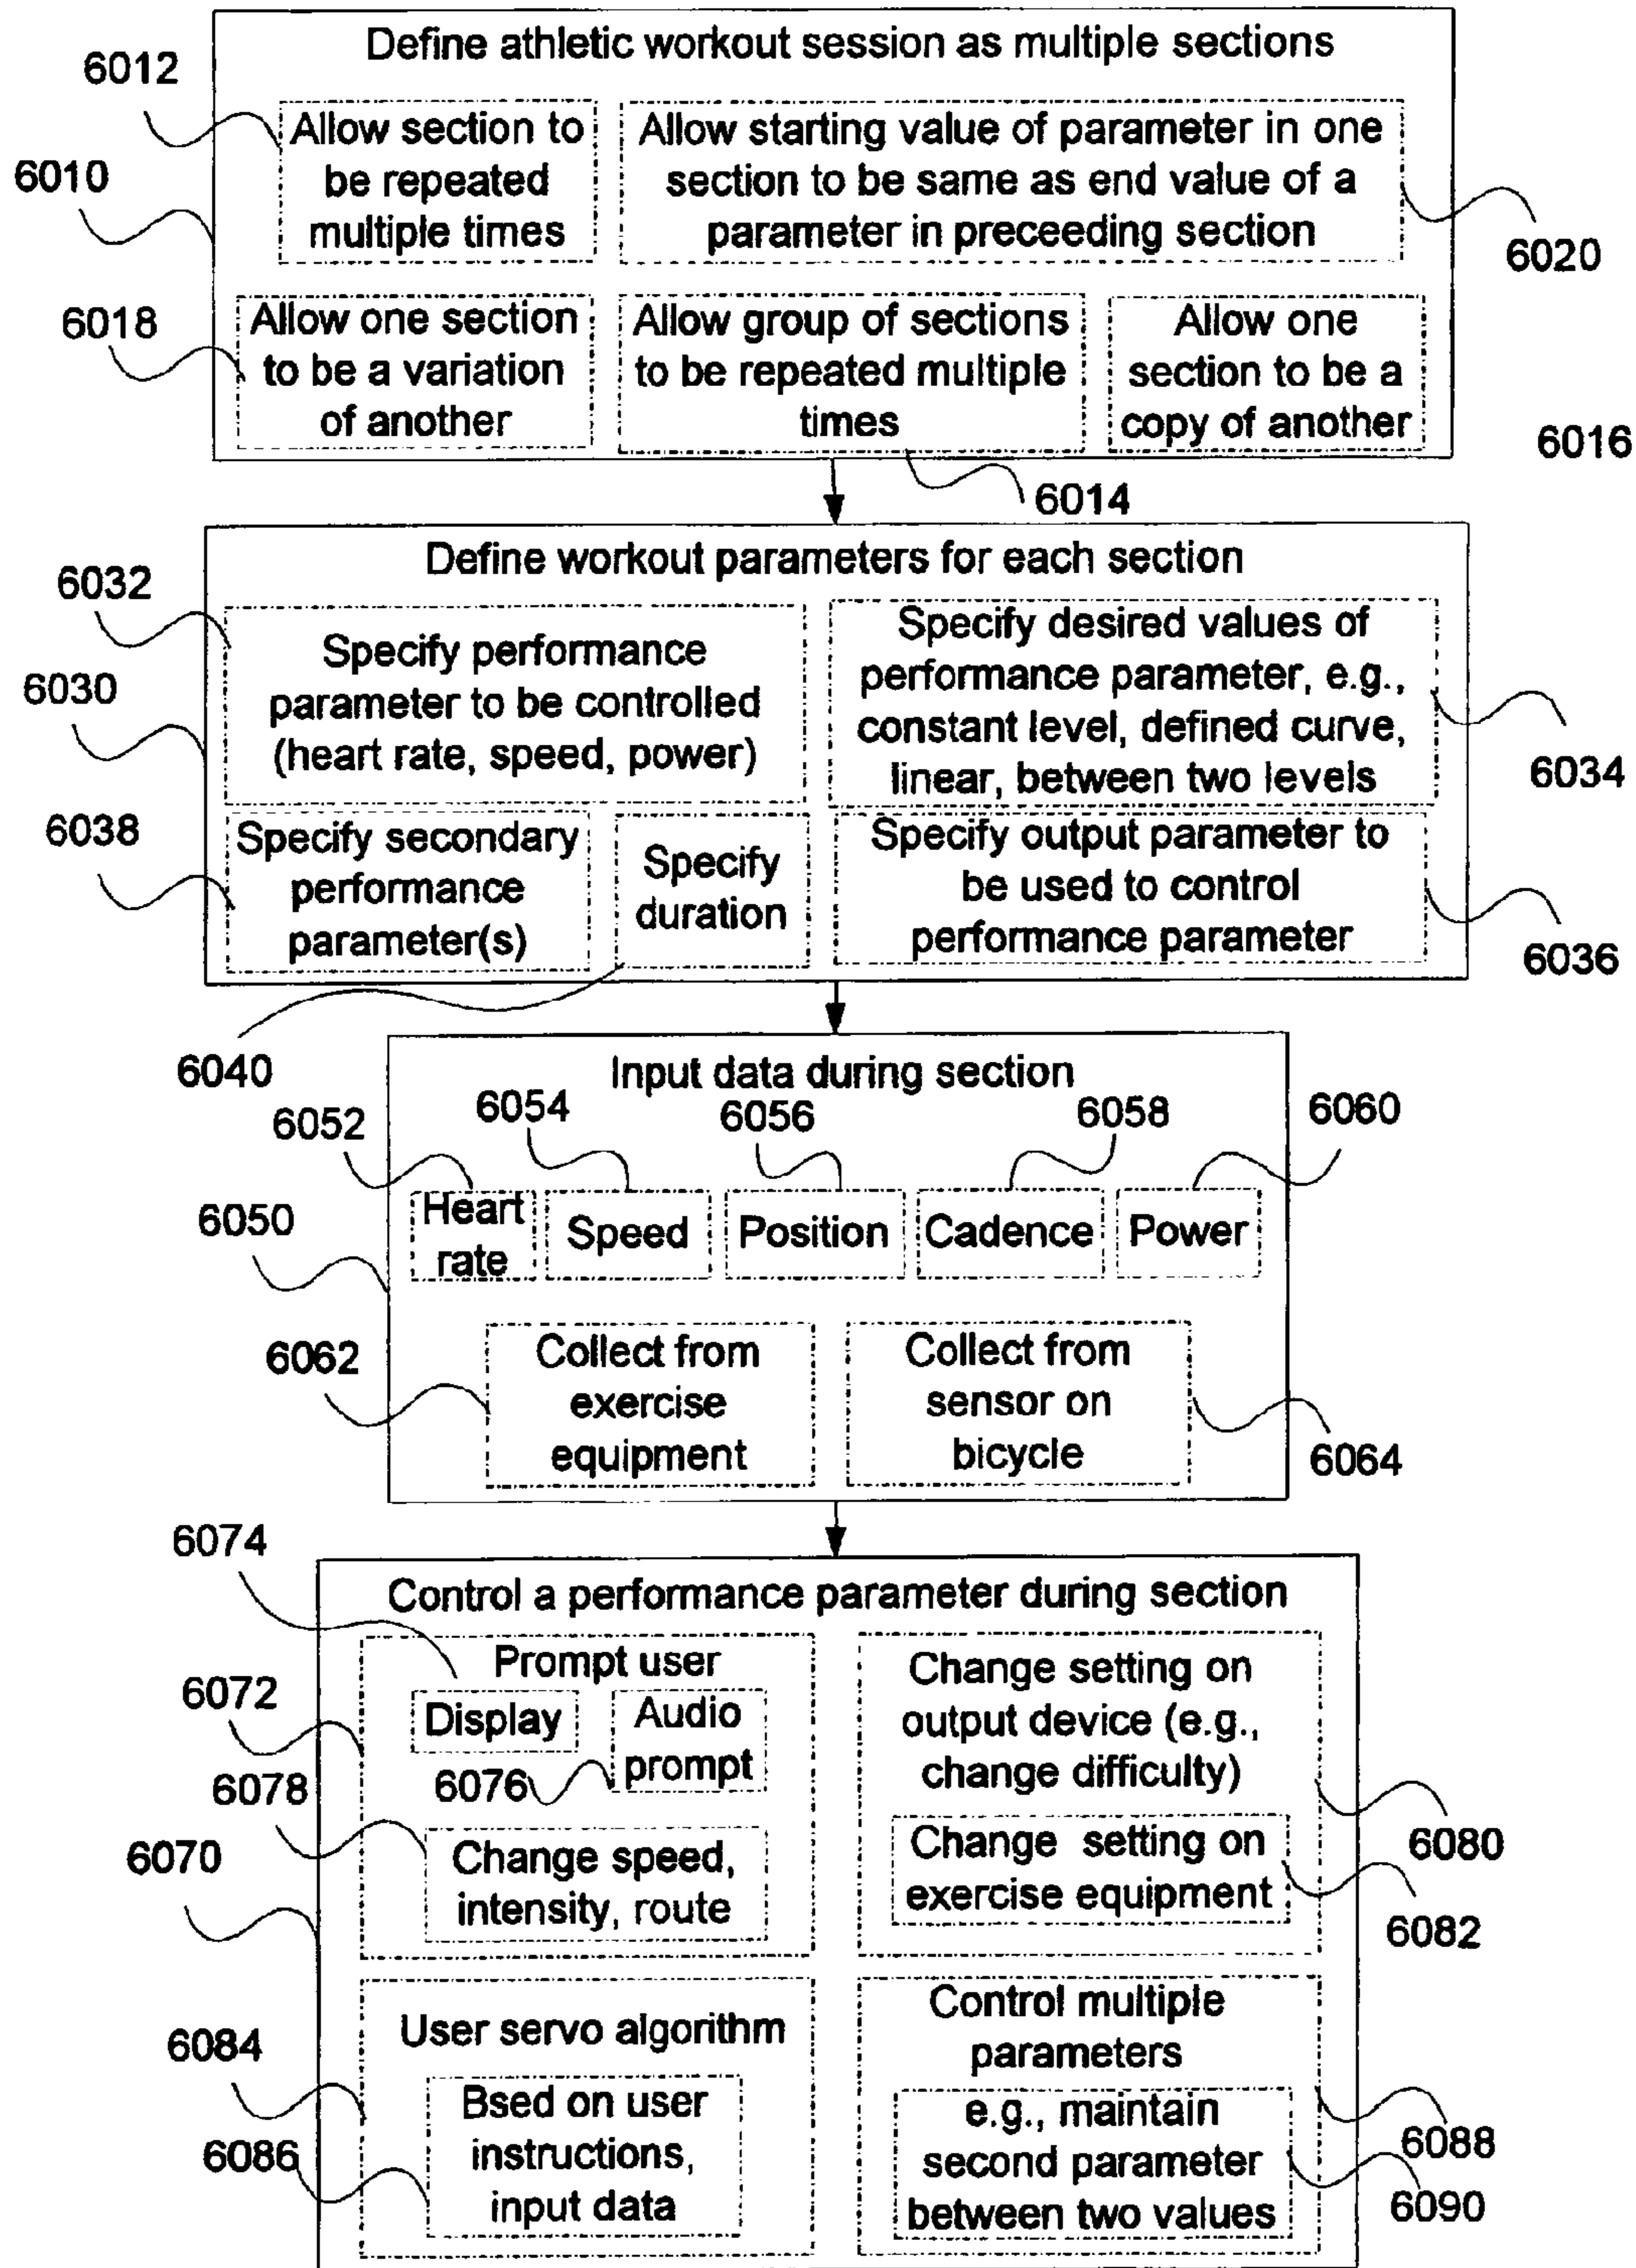 Define athletic workout session as multiple sections
6012
Allow section to
be repeated
multiple times
Allow starting value of parameter in one
section to be same as end value of a
parameter in preceeding section
6010
6020
6018
Allow one section
to be a variation
of another
Allow group of sections
to be repeated multiple
times
Allow one
section to be a
copy of another
6016
6014
Define workout parameters for each section
6032
Specify performance
parameter to be controlled
(heart rate, speed, power)
Specify desired values of
performance parameter, e.g.,
constant level, defined curve,
linear, between two levels
6030
6034
6038
Specify secondary
performance
parameter(s)
Specify
duration
Specify output parameter to
be used to control
performance parameter
6036
6040
Input data during section
6052
6054
6056
6058
6060
6050
Heart
rate
Speed
Position
Cadence
Power
6062
Collect from
exercise
equipment
Collect from
sensor on
bicycle
6064
6074
Control a performance parameter during section
6072
Prompt user
Display
Audio
prompt
6076
6078
Change speed,
intensity, route
6070
Change setting on
output device (e.g.,
change difficulty)
Change setting on
exercise equipment
6080
6082
6084
User servo algorithm
6086
Bsed on user
instructions,
input data
Control multiple
parameters
e.g., maintain
second parameter
between two values
6088
6090